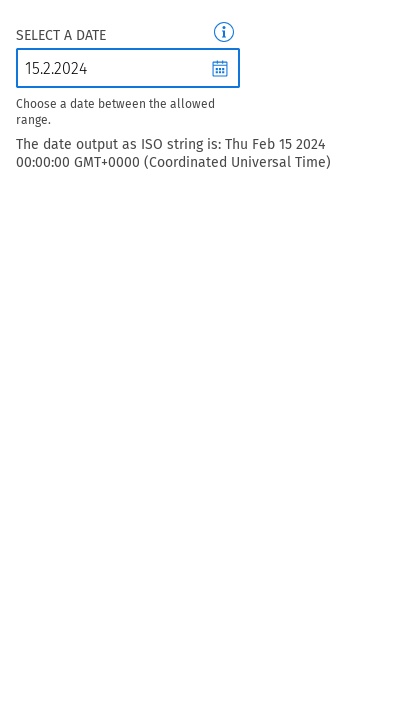 SELECT A DATE
15.2.2024
Choose a date between the allowed
range.
The date output as ISO string is: Thu Feb 15 2024
00:00:00 GMT+0000 (Coordinated Universal Time)